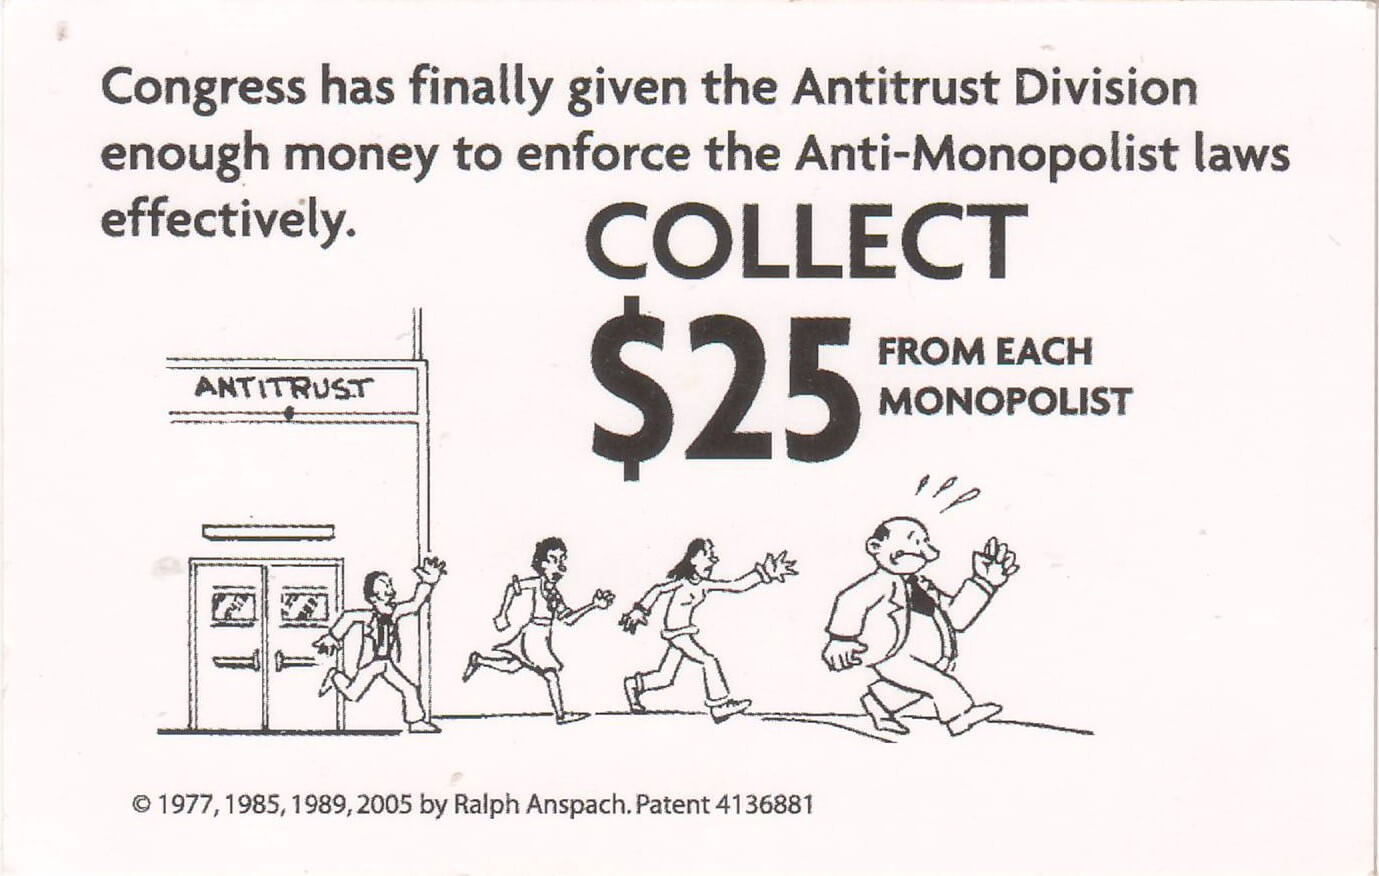 Congress has finally given the Antitrust Division
enough money to enforce the Anti-Monopolist laws
effectively.
COLLECT
$25 FROM EACH
MONOPOLIST
ANTITRUST
© 1977, 1985, 1989, 2005 by Ralph Anspach. Patent 4136881